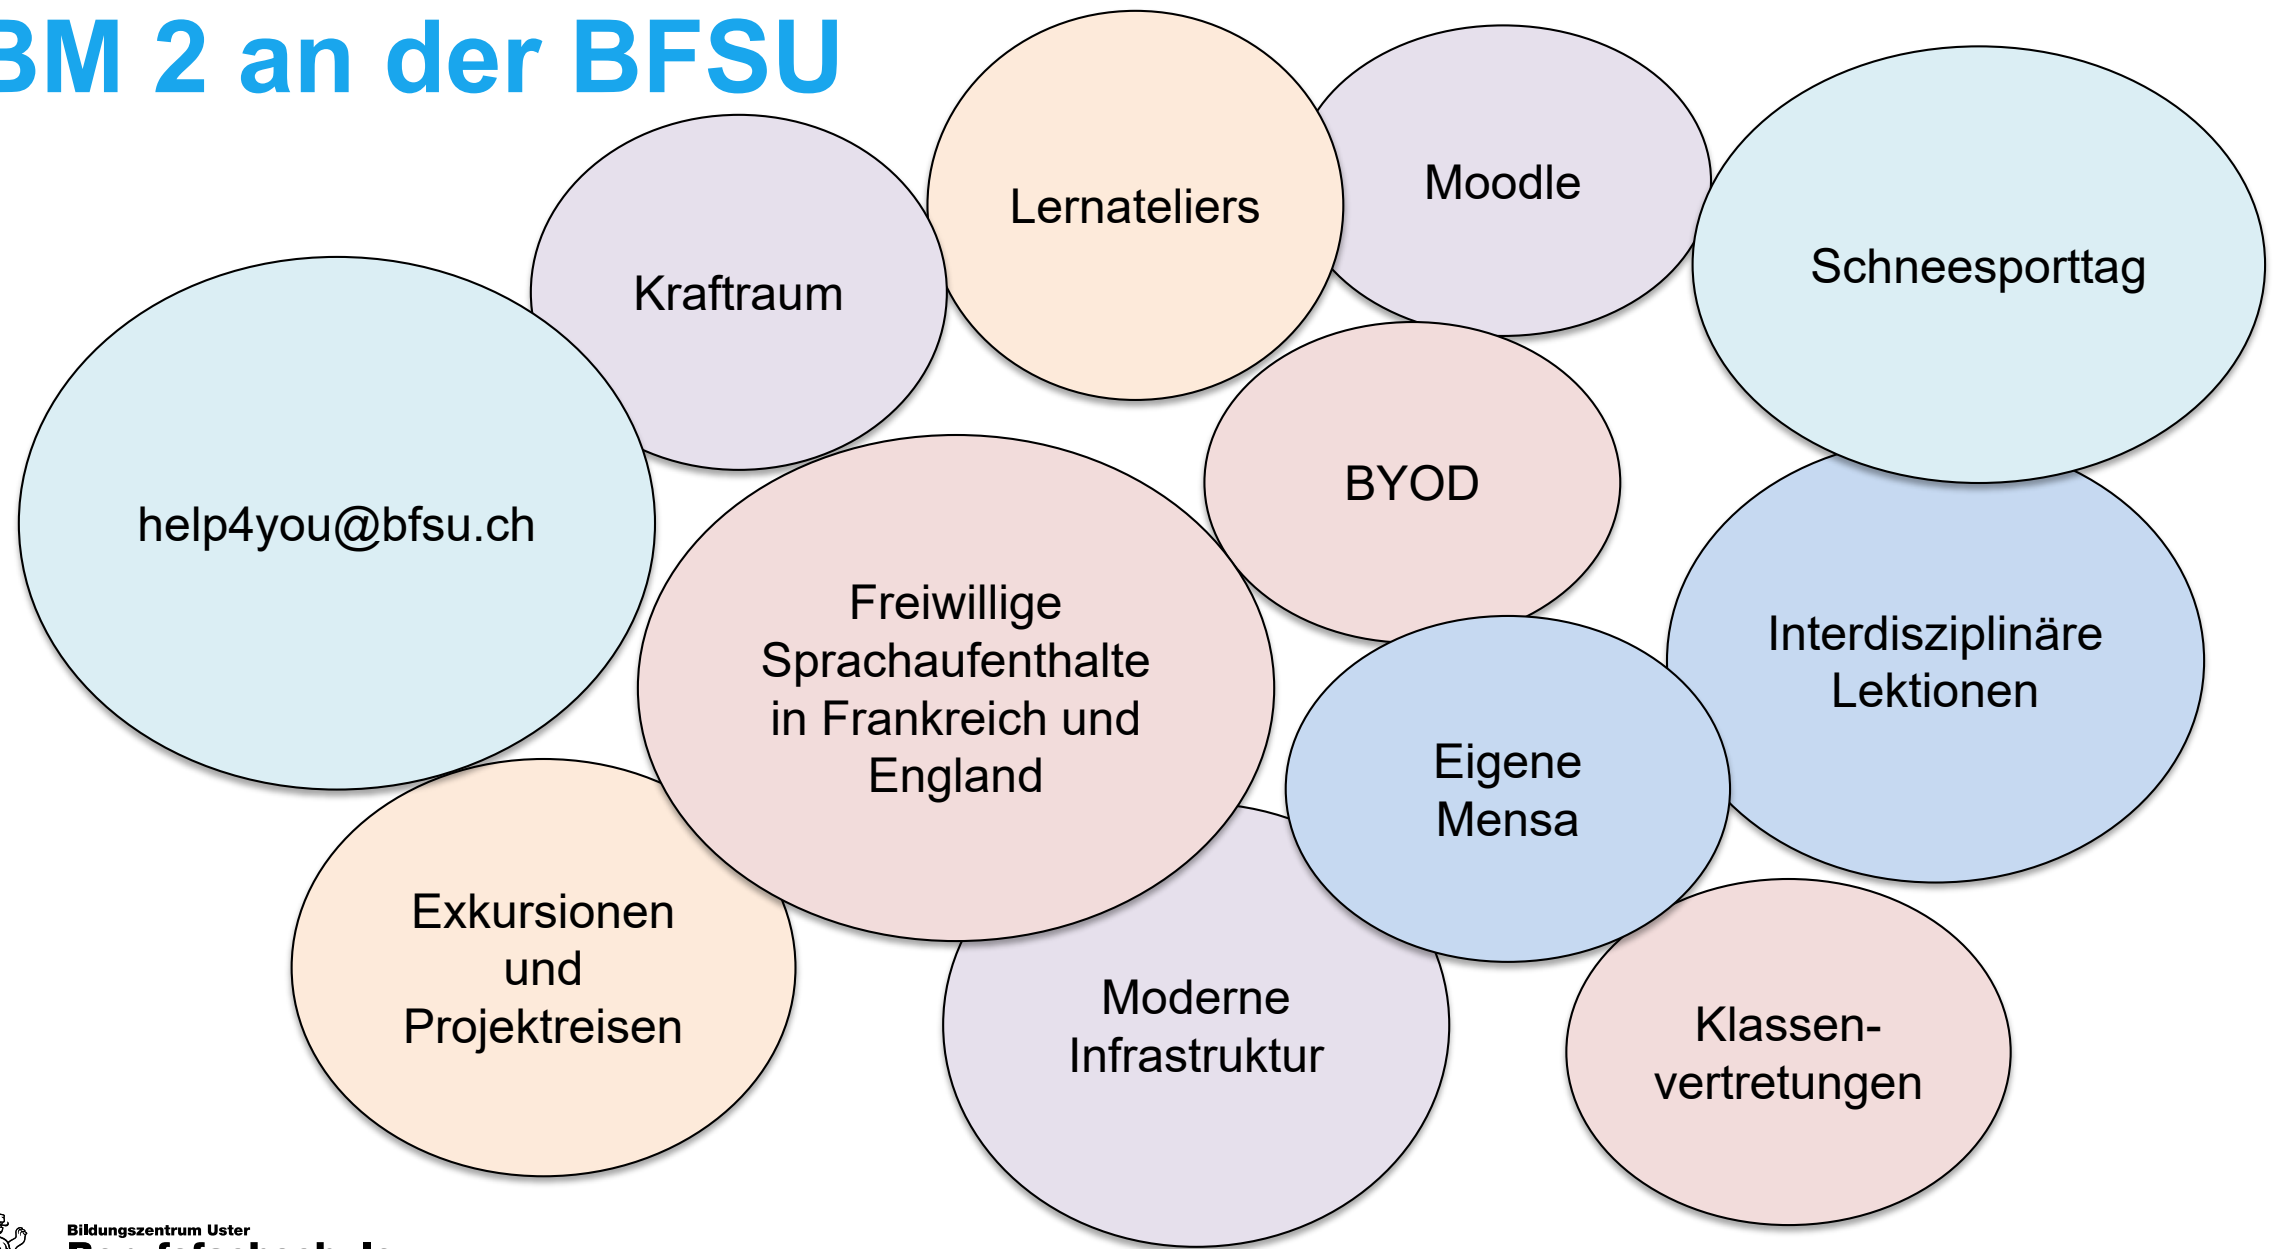 BM 2 an der BFSU
Lernateliers
Moodle
Kraftraum
Schneesporttag
help4you@bfsu.ch
BYOD
Freiwillige
Sprachaufenthalte
in Frankreich und
England
Interdisziplinäre
Lektionen
Eigene
Mensa
Exkursionen
und
Projektreisen
Moderne
Infrastruktur
Klassen-
vertretungen
Bildungszentrum Uster
Berufsfachschule